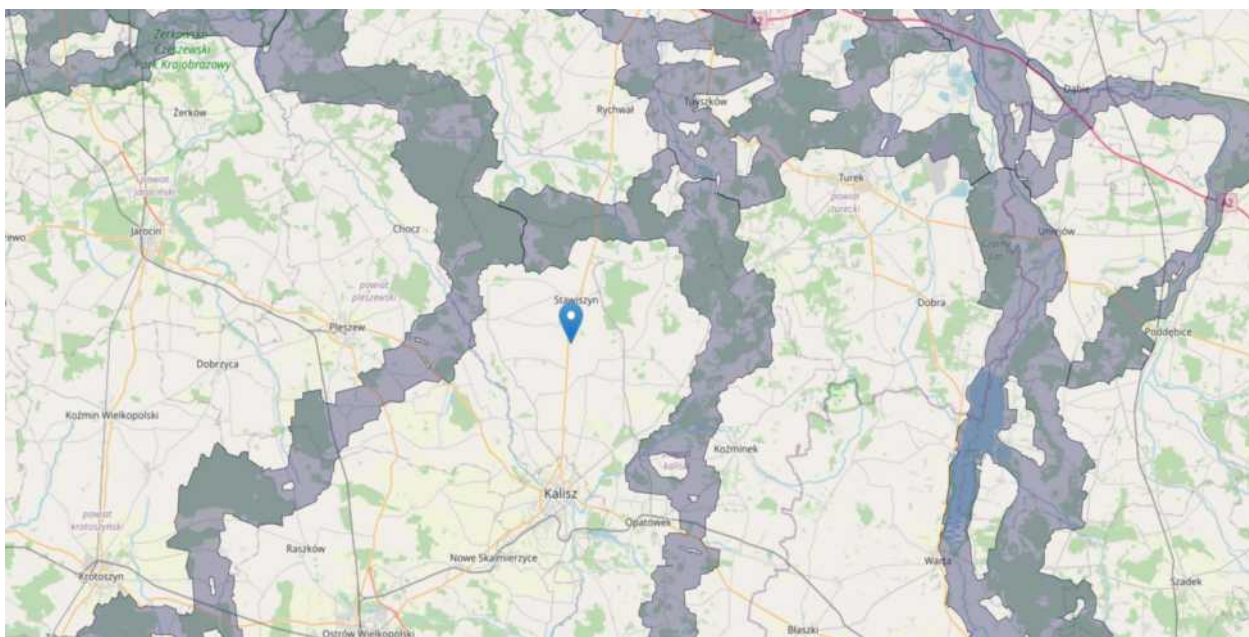 Żerkowsko-
Czeszewski
Park Krajobrazowy
A2
Żerków
Rychwał
Tuliszków
Dąbie
powiat
jarociński
Turek
powiat
turecki
A2
Jarocin
Chocz
Uniejów
powiat
pleszewski
Stawiszyn
Dobra
Pleszew
Poddębice
Dobrzyca
Koźmin Wielkopolski
Koźminek
Kalisz
powiat
krotoszyński
Opatówek
Raszków
Nowe Skalmierzyce
Warta
Krotoszyn
Szadek
Ostrów Wielkopolski
Błaszki